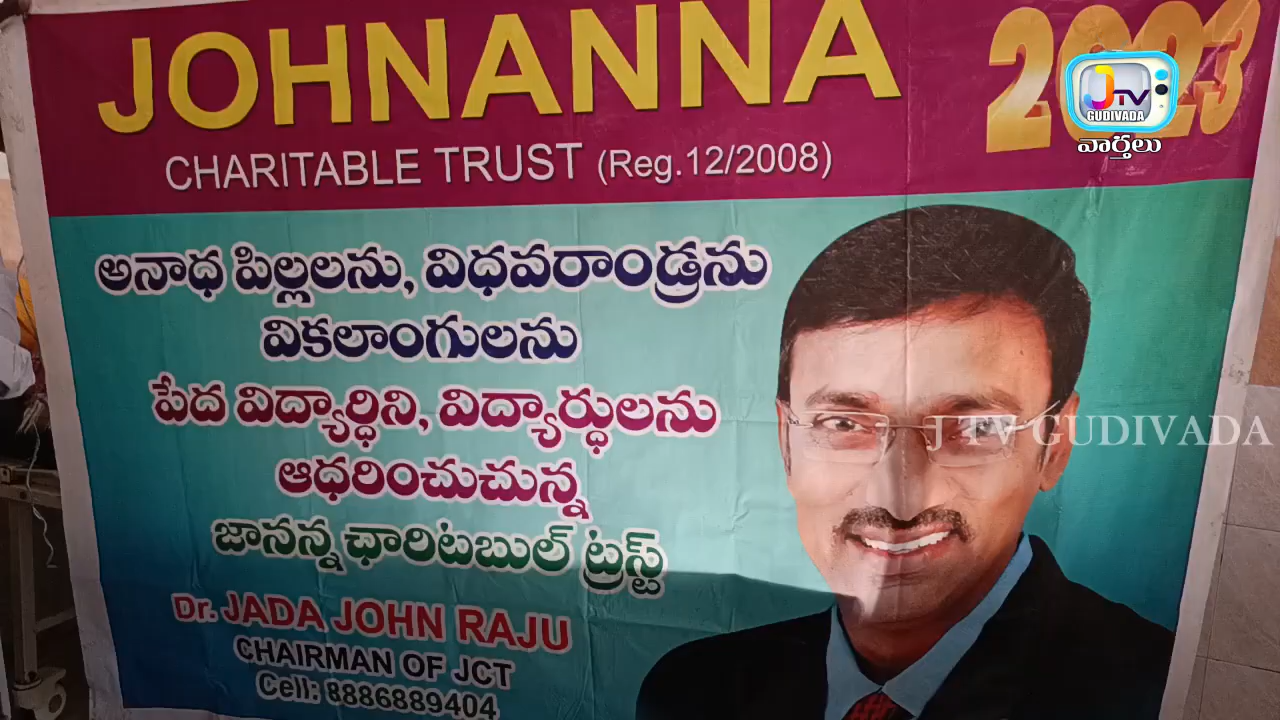 JOHNANNA
2023
JTV
GUDIVADA
వార్తలు
CHARITABLE TRUST (Reg.12/2008)
అనాధ పిల్లలను, విధవరాండ్రను
వికలాంగులను
పేద విద్యార్ధిని, విద్యార్ధులను
J TV GUDIVADA
ఆధరించుచున్న
జానన్న ఛారిటబుల్ ట్రస్ట్
Dr. JADA JOHN RAJU
CHAIRMAN OF JCT
Cell: 8886889404